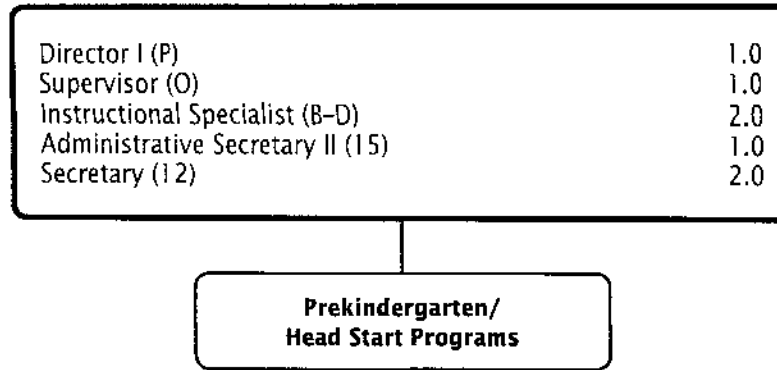 Director I (P) 1.0
Supervisor (O) 1.0
Instructional Specialist (B–D) 2.0
Administrative Secretary II (15) 1.0
Secretary (12) 2.0
Prekindergarten/
Head Start Programs